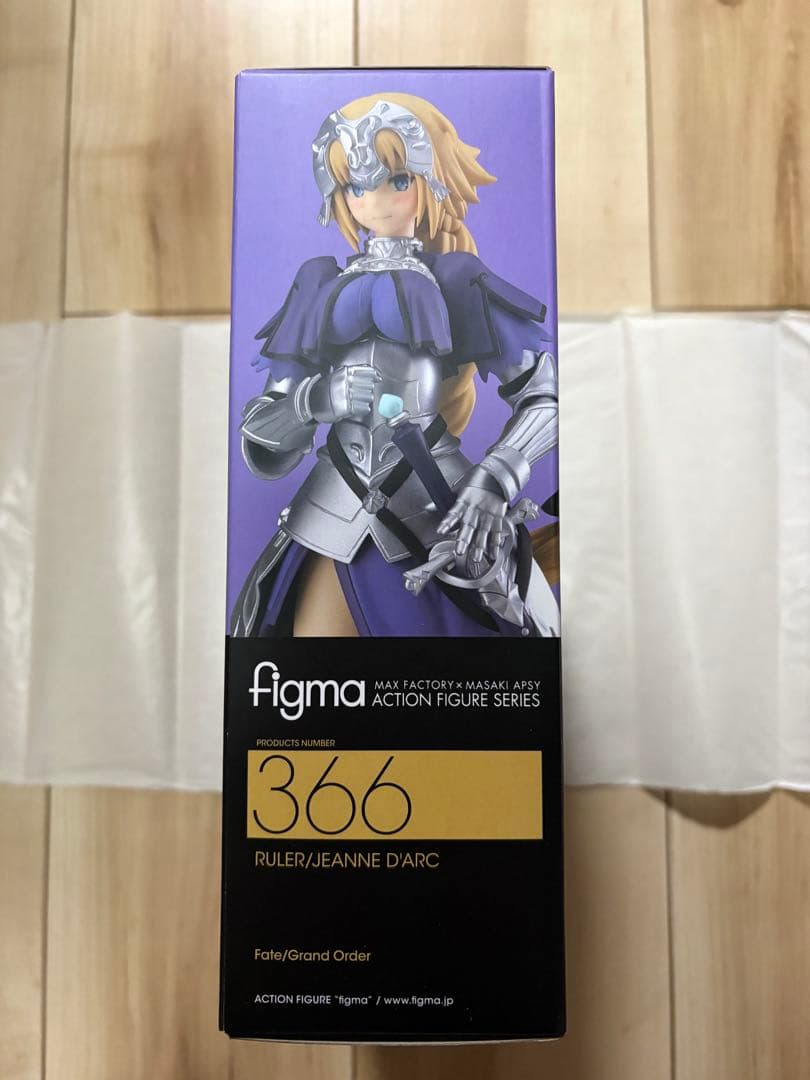 figma
MAX FACTORY × MASAKI APSY
ACTION FIGURE SERIES
PRODUCTS NUMBER
366
RULER/JEANNE D'ARC
Fate/Grand Order
ACTION FIGURE "figma" / www.figma.jp